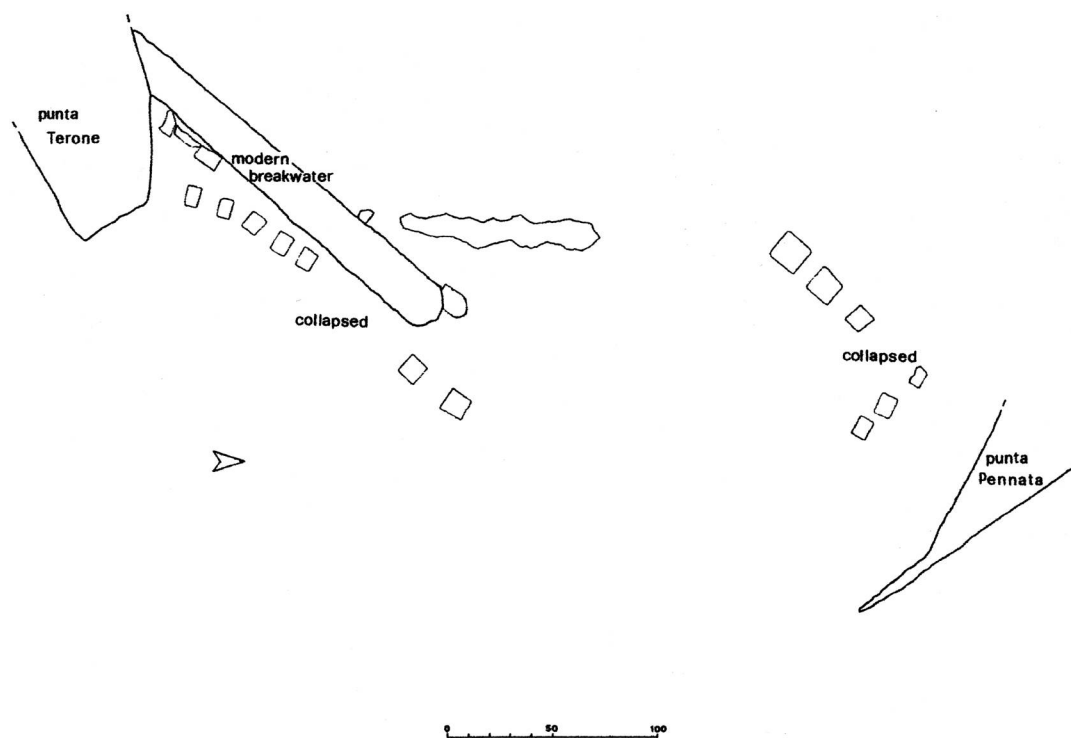 punta
Terone
modern
breakwater
collapsed
collapsed
punta
Pennata
0 50 100